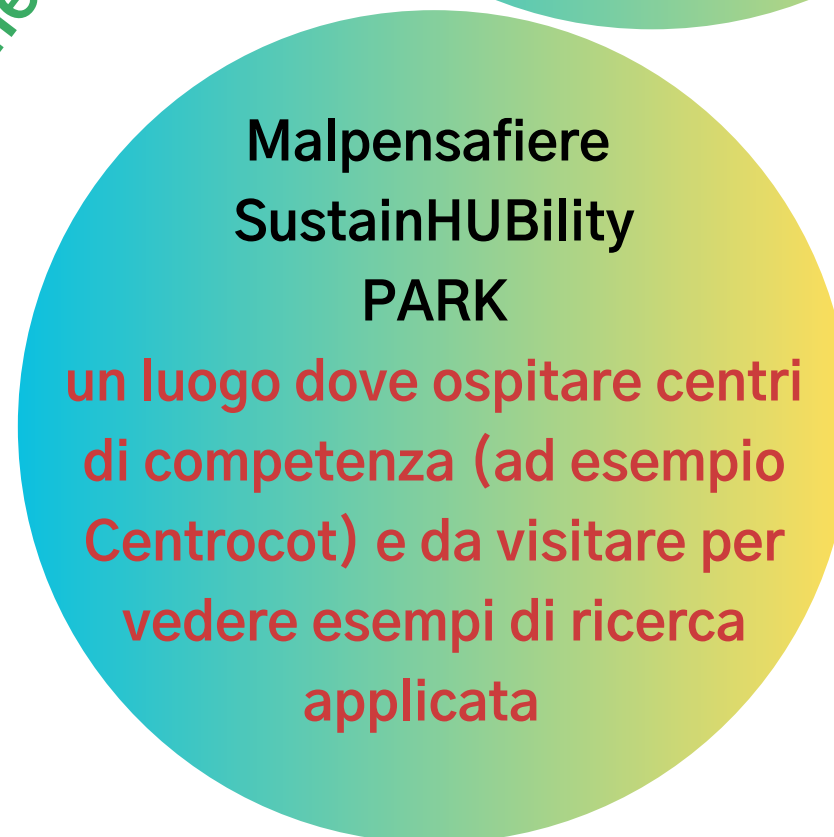 Malpensafiere
SustainHUBility
PARK
un luogo dove ospitare centri
di competenza (ad esempio
Centrocot) e da visitare per
vedere esempi di ricerca
applicata